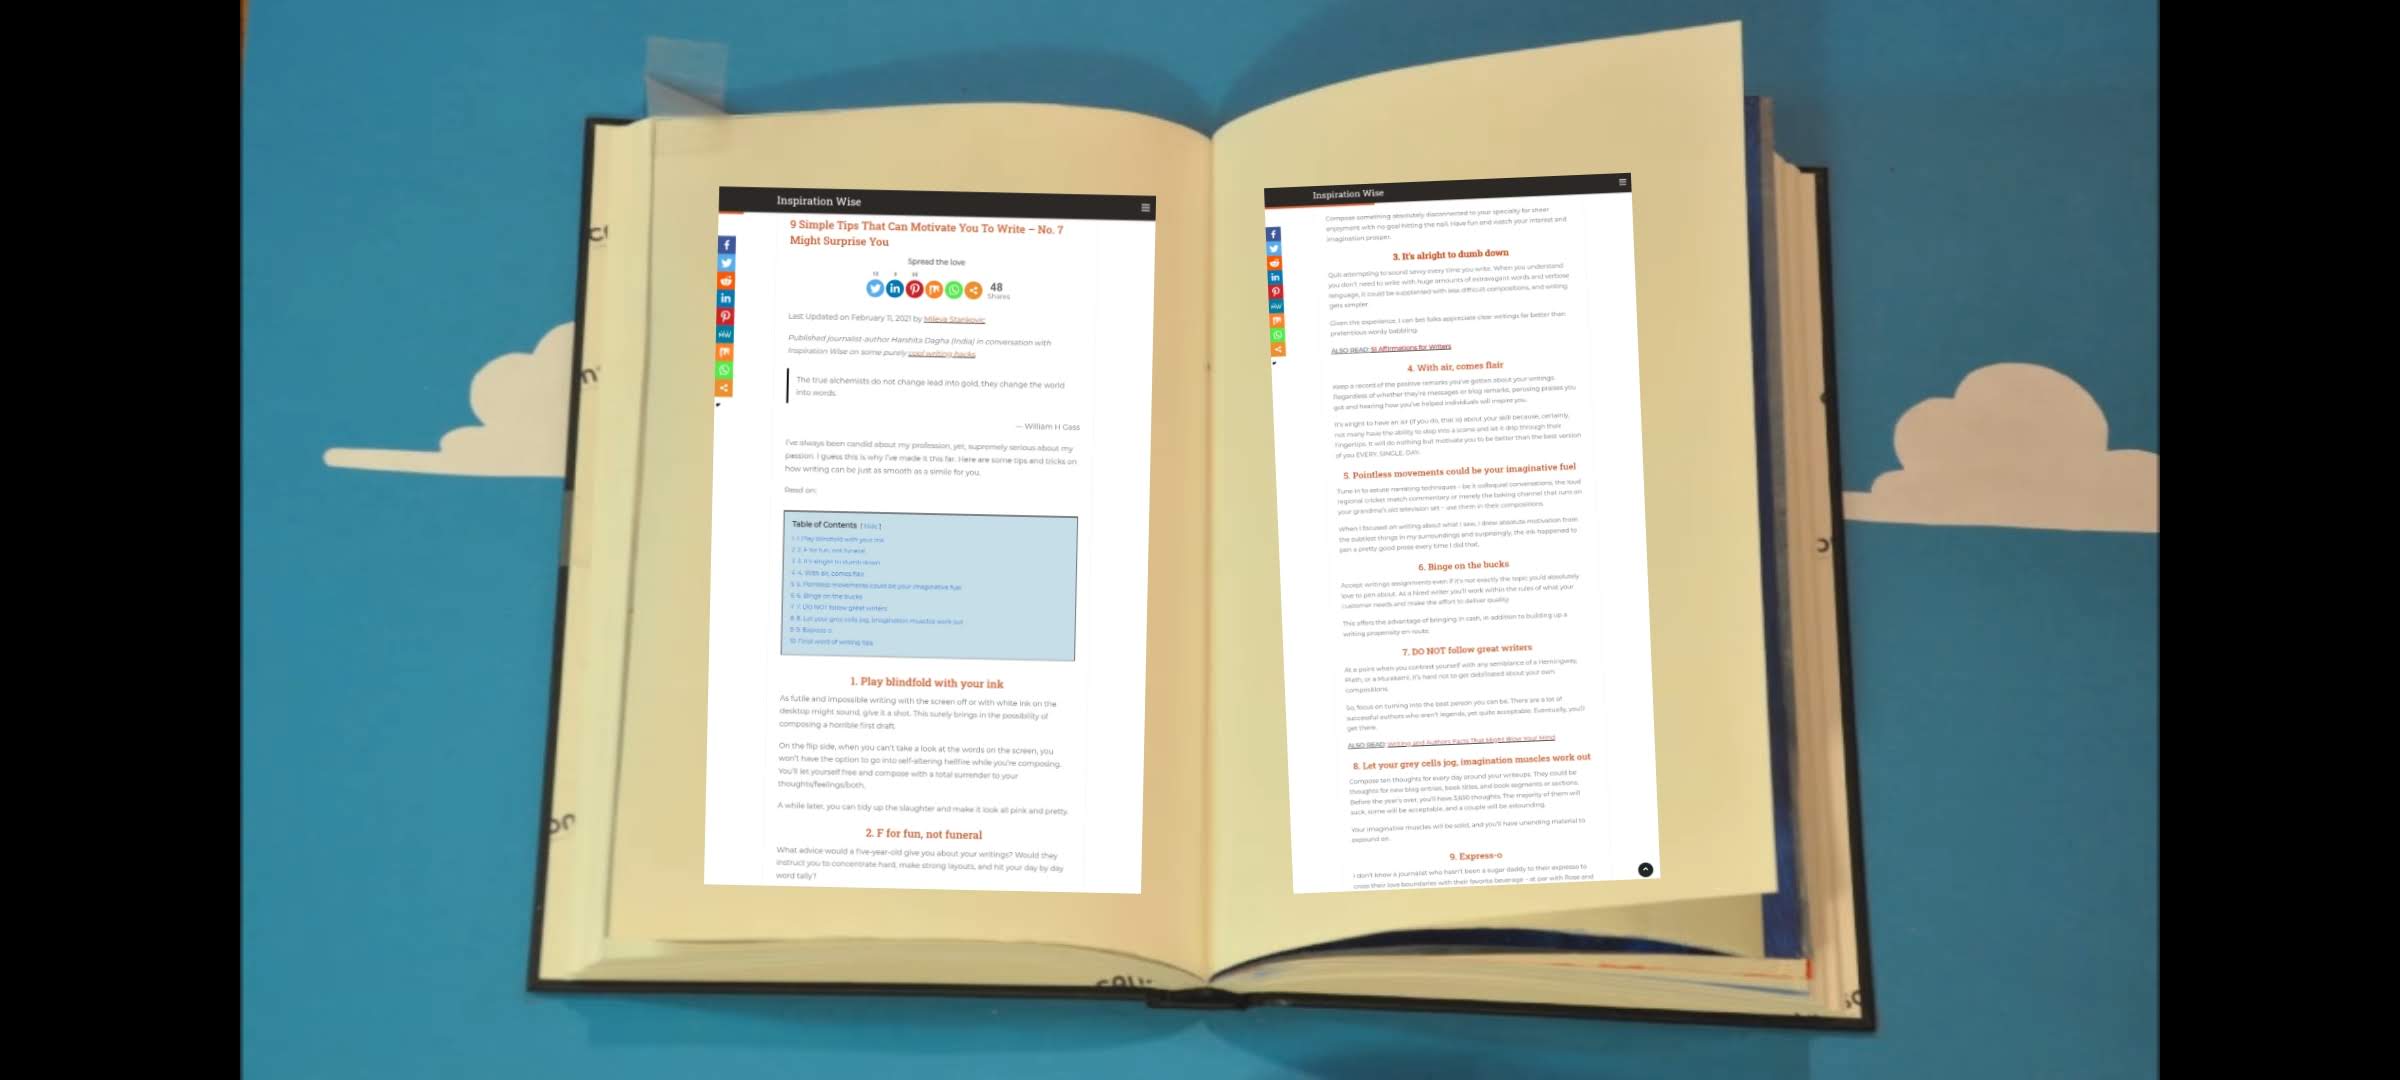 Inspiration Wise
9 Simple Tips That Can Motivate You To Write – No. 7
Might Surprise You
Spread the love
48
Shares
Last Updated on February 11, 2021 by Mileva Stankovic
Published journalist-author Harshita Dagha (India) in conversation with
Inspiration Wise on some purely cool writing hacks.
The true alchemists do not change lead into gold, they change the world
into words.
— William H Gass
I've always been candid about my profession, yet, supremely serious about my
passion. I guess this is why I've made it this far. Here are some tips and tricks on
how writing can be just as smooth as a simile for you.
Read on:
Table of Contents [ hide ]
1 1. Play blindfold with your ink
2 2. F for fun, not funeral
3 3. It's alright to dumb down
4 4. With air, comes flair
5 5. Pointless movements could be your imaginative fuel
6 6. Binge on the bucks
7 7. DO NOT follow great writers
8 8. Let your grey cells jog, imagination muscles work out
9 9. Express-o
10 Final word of writing tips
1. Play blindfold with your ink
As futile and impossible writing with the screen off or with white ink on the
desktop might sound, give it a shot. This surely brings in the possibility of
composing a horrible first draft.
On the flip side, when you can't take a look at the words on the screen, you
won't have the option to go into self-altering hellfire while you're composing.
You'll let yourself free and compose with a total surrender to your
thoughts/feelings/both.
A while later, you can tidy up the slaughter and make it look all pink and pretty.
2. F for fun, not funeral
What advice would a five-year-old give you about your writings? Would they
instruct you to concentrate hard, make strong layouts, and hit your day by day
word tally?
Inspiration Wise
Compose something absolutely disconnected to your specialty for sheer
enjoyment with no goal hitting the nail. Have fun and watch your interest and
imagination prosper.
3. It's alright to dumb down
Quit attempting to sound savvy every time you write. When you understand
you don't need to write with huge amounts of extravagant words and verbose
language, it could be supplanted with less difficult compositions, and writing
gets simpler.
Given the experience, I can bet folks appreciate clear writings far better than
pretentious wordy babbling.
ALSO READ: 51 Affirmations for Writers
4. With air, comes flair
Keep a record of the positive remarks you've gotten about your writings.
Regardless of whether they're messages or blog remarks, perusing praises you
got and hearing how you've helped individuals will inspire you.
It's alright to have an air (if you do, that is) about your skill because, certainly,
not many have the ability to step into a scene and let it drip through their
fingertips. It will do nothing but motivate you to be better than the best version
of you EVERY. SINGLE. DAY.
5. Pointless movements could be your imaginative fuel
Tune in to astute narrating techniques – be it colloquial conversations, the loud
regional cricket match commentary or merely the baking channel that runs on
your grandma's old television set – use them in their compositions.
When I focused on writing about what I saw, I drew absolute motivation from
the subtlest things in my surroundings and surprisingly, the ink happened to
pen a pretty good prose every time I did that.
6. Binge on the bucks
Accept writings assignments even if it's not exactly the topic you'd absolutely
love to pen about. As a hired writer you'll work within the rules of what your
customer needs and make the effort to deliver quality.
This offers the advantage of bringing in cash, in addition to building up a
writing propensity en-route.
7. DO NOT follow great writers
At a point when you contrast yourself with any semblance of a Hemingway,
Plath, or a Murakami, it's hard not to get debilitated about your own
compositions.
So, focus on turning into the best person you can be. There are a lot of
successful authors who aren't legends, yet quite acceptable. Eventually, you'll
get there.
ALSO READ: Writing and Authors Facts That Might Blow Your Mind
8. Let your grey cells jog, imagination muscles work out
Compose ten thoughts for every day around your writeups. They could be
thoughts for new blog entries, book titles, and book segments or sections.
Before the year's over, you'll have 3,650 thoughts. The majority of them will
suck, some will be acceptable, and a couple will be astounding.
Your imaginative muscles will be solid, and you'll have unending material to
expound on.
9. Express-o
I don't know a journalist who hasn't been a sugar daddy to their expresso to
cross their love boundaries with their favorite beverage – at par with Rose and